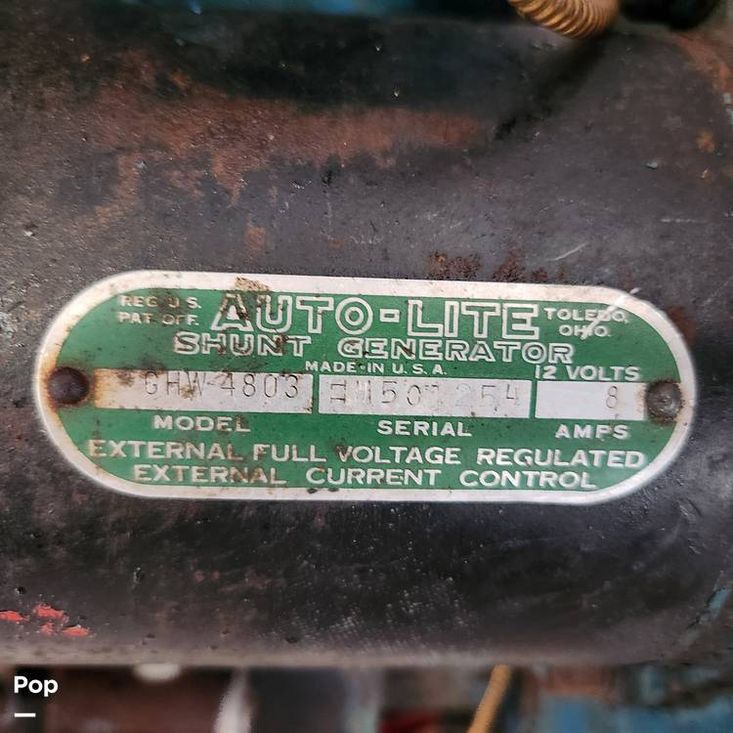 REG. U.S.
PAT. OFF.
AUTO-LITE
TOLEDO,
OHIO.
SHUNT GENERATOR
MADE IN U.S.A.
12 VOLTS
GHW 4803
8
MODEL
SERIAL
AMPS
EXTERNAL FULL VOLTAGE REGULATED
EXTERNAL CURRENT CONTROL
Pop